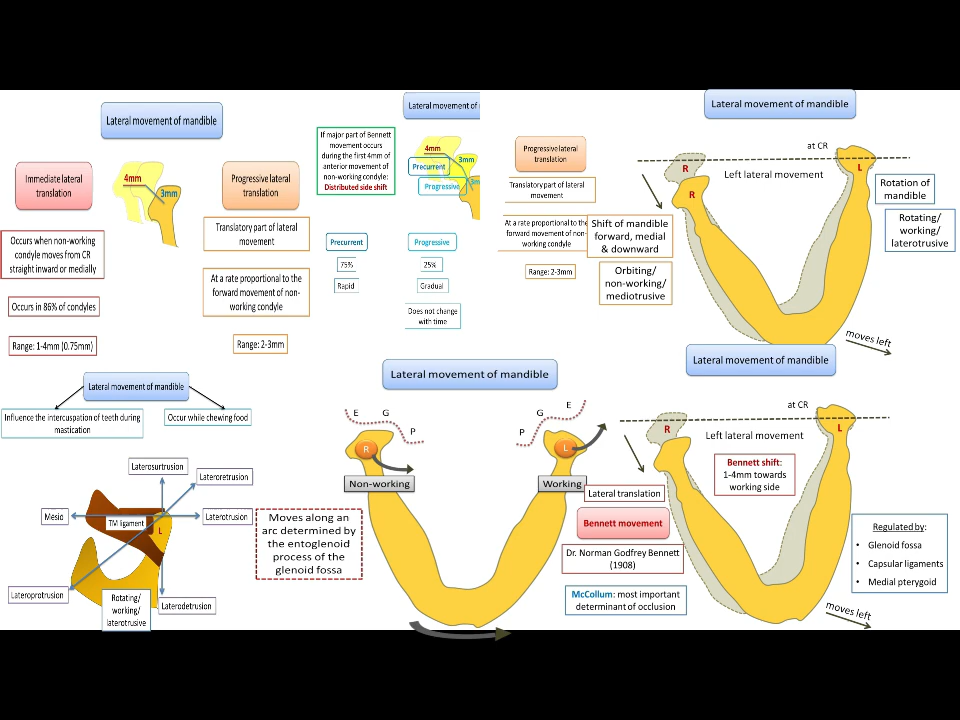 Lateral movement of mandible
Immediate lateral
translation
4mm
3mm
Progressive lateral
translation
Occurs when non-working
condyle moves from CR
straight inward or medially
Occurs in 86% of condyles
Range: 1-4mm (0.75mm)
Translatory part of lateral
movement
At a rate proportional to the
forward movement of non-
working condyle
Range: 2-3mm
Lateral movement of
If major part of Bennett
movement occurs
during the first 4mm of
anterior movement of
non-working condyle:
Distributed side shift
4mm
3mm
Precurrent
Progressive
3m
Precurrent
75%
Rapid
Progressive
25%
Gradual
Does not change
with time
Lateral movement of mandible
Progressive lateral
translation
Translatory part of lateral
movement
At a rate proportional to the
forward movement of non-
working condyle
Range: 2-3mm
at CR
R
L
Left lateral movement
R
Rotation of
mandible
Rotating/
working/
laterotrusive
Shift of mandible
forward, medial
& downward
Orbiting/
non-working/
mediotrusive
moves left
Lateral movement of mandible
Influence the intercuspation of teeth during
mastication
Occur while chewing food
Laterosurtrusion
Lateroretrusion
Mesio
TM ligament
L
Laterotrusion
Lateroprotrusion
Laterodetrusion
Rotating/
working/
laterotrusive
Lateral movement of mandible
E
G
P
E
G
P
R
L
Non-working
Working
Moves along an
arc determined by
the entoglenoid
process of the
glenoid fossa
Lateral movement of mandible
at CR
R
L
Left lateral movement
Bennett shift:
1-4mm towards
working side
Lateral translation
Bennett movement
Dr. Norman Godfrey Bennett
(1908)
McCollum: most important
determinant of occlusion
Regulated by:
• Glenoid fossa
• Capsular ligaments
• Medial pterygoid
moves left